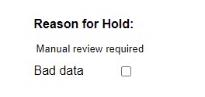 Reason for Hold:
Manual review required
Bad data